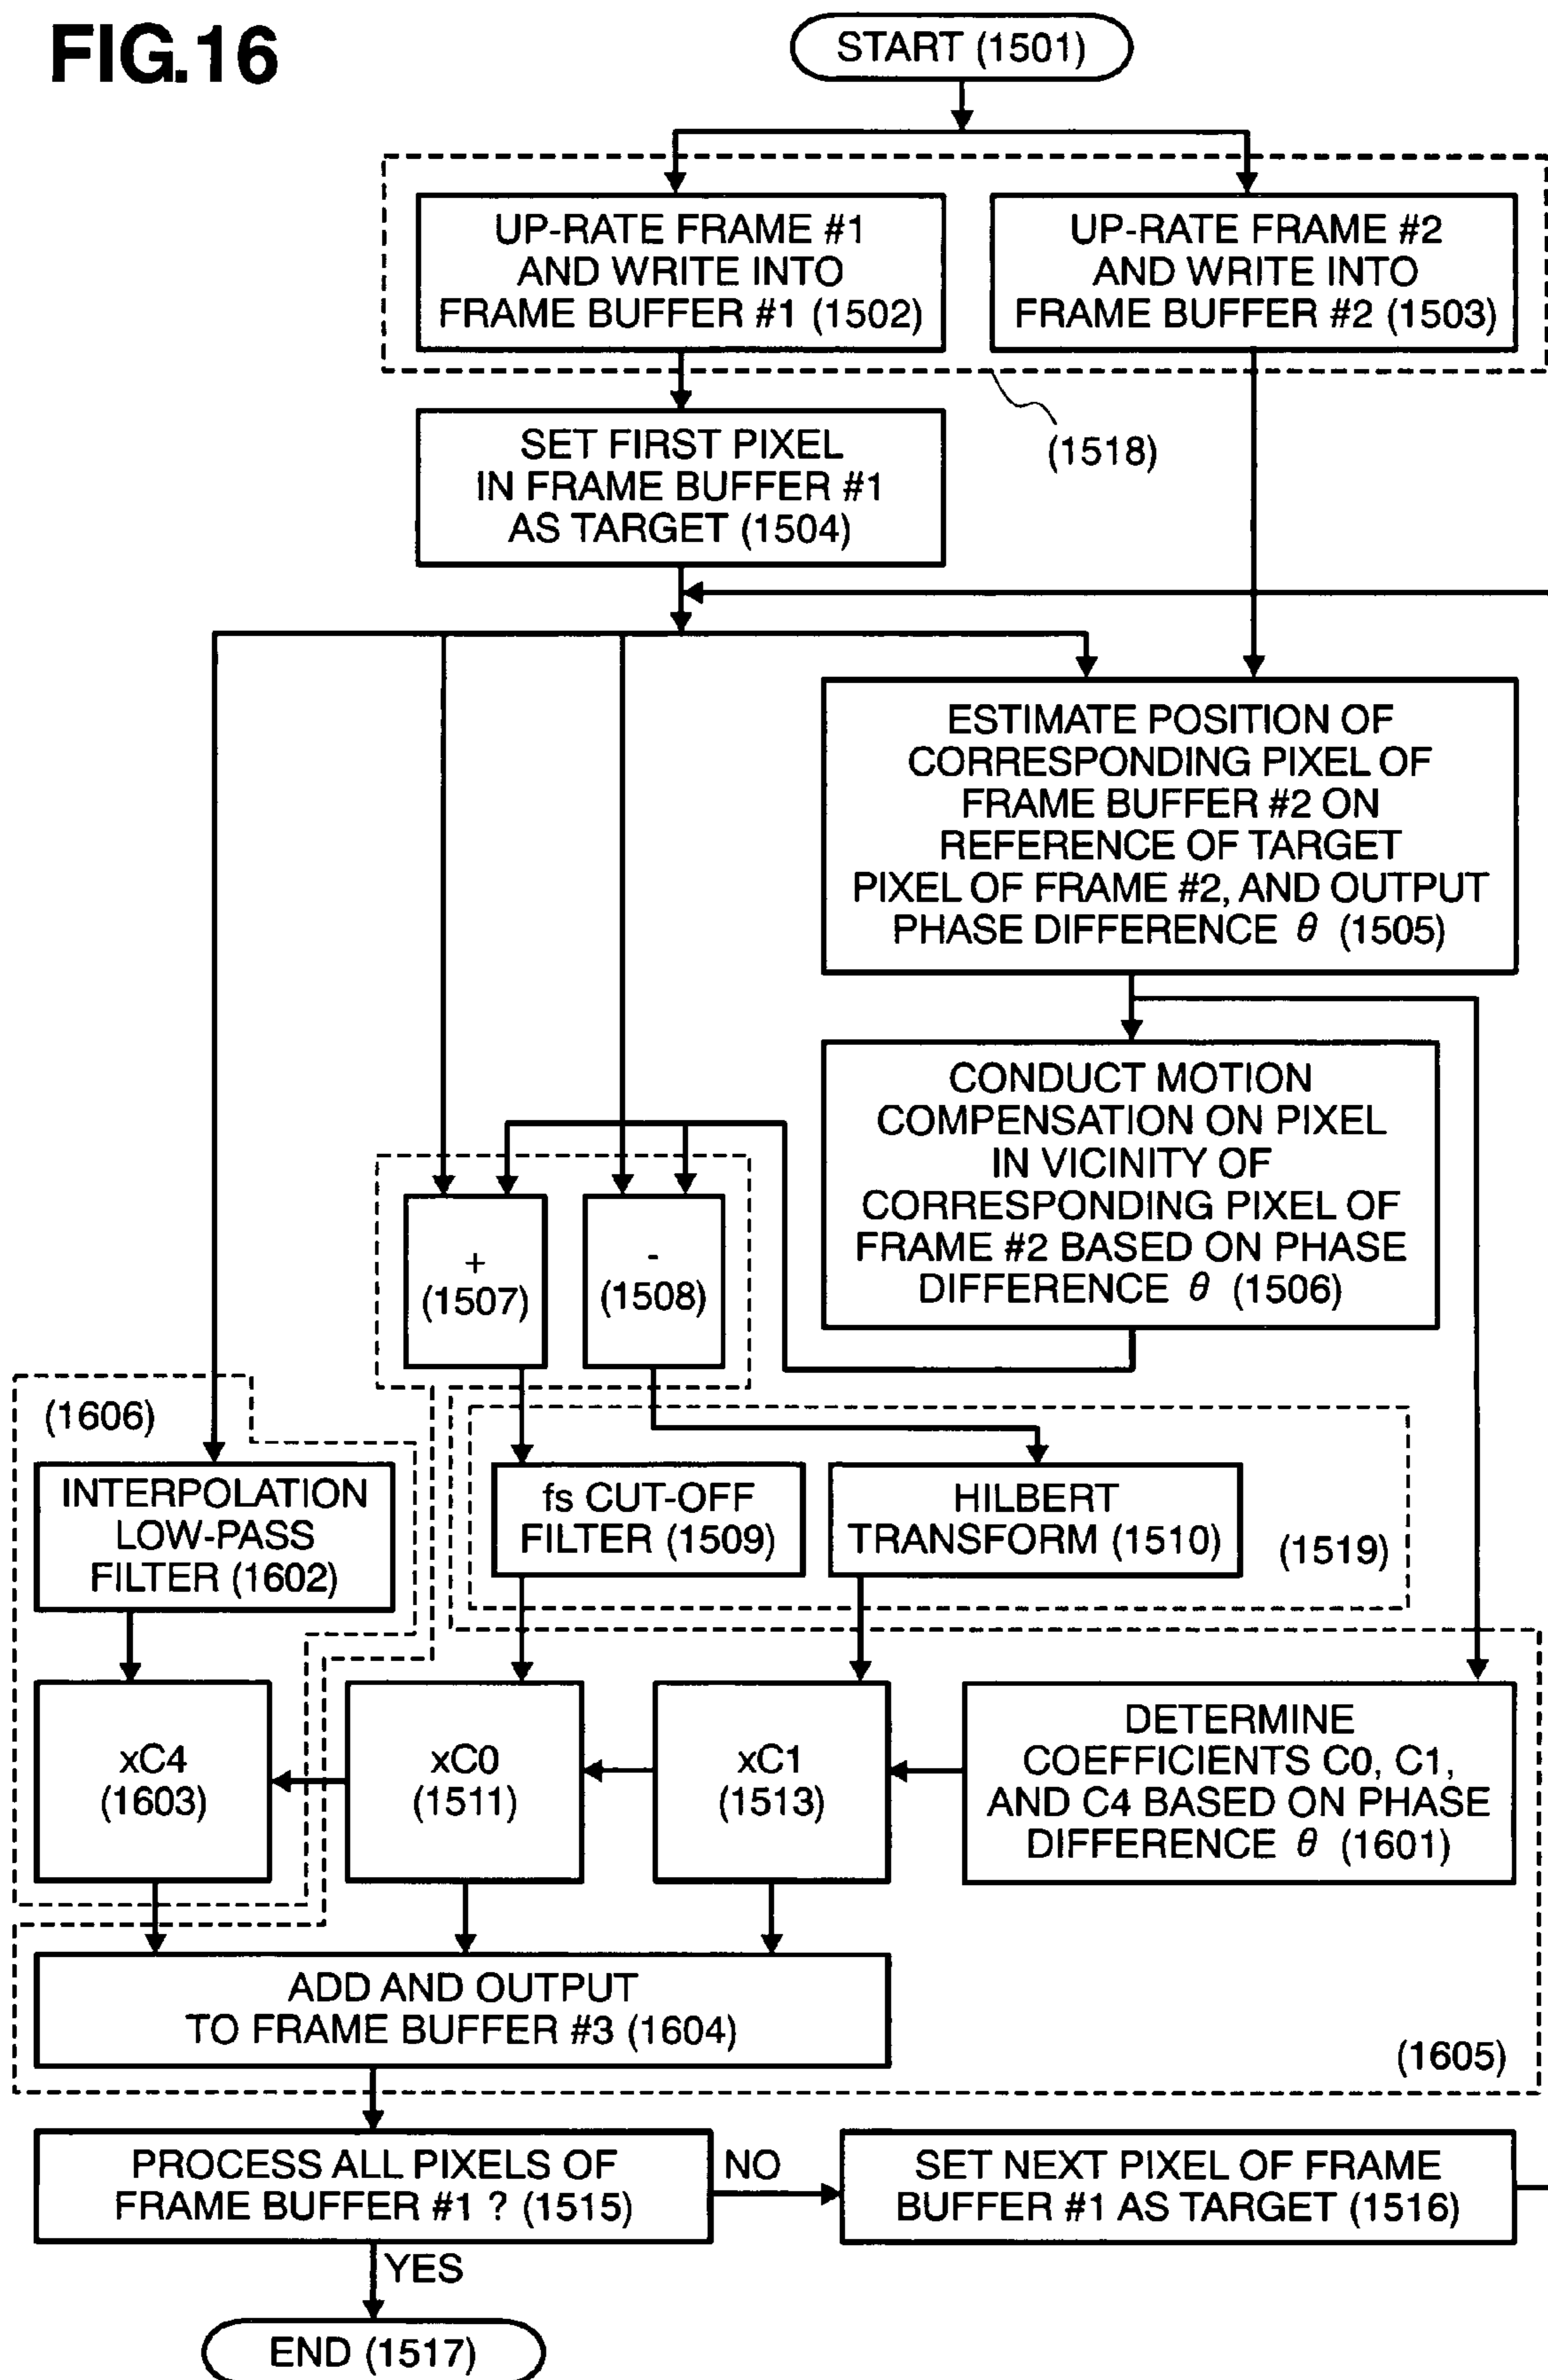 FIG.16
START (1501)
UP-RATE FRAME #1
AND WRITE INTO
FRAME BUFFER #1 (1502)
UP-RATE FRAME #2
AND WRITE INTO
FRAME BUFFER #2 (1503)
(1518)
SET FIRST PIXEL
IN FRAME BUFFER #1
AS TARGET (1504)
ESTIMATE POSITION OF
CORRESPONDING PIXEL OF
FRAME BUFFER #2 ON
REFERENCE OF TARGET
PIXEL OF FRAME #2, AND OUTPUT
PHASE DIFFERENCE θ (1505)
CONDUCT MOTION
COMPENSATION ON PIXEL
IN VICINITY OF
CORRESPONDING PIXEL OF
FRAME #2 BASED ON PHASE
DIFFERENCE θ (1506)
+
(1507)
-
(1508)
(1606)
INTERPOLATION
LOW-PASS
FILTER (1602)
fs CUT-OFF
FILTER (1509)
HILBERT
TRANSFORM (1510)
(1519)
xC4
(1603)
xC0
(1511)
xC1
(1513)
DETERMINE
COEFFICIENTS C0, C1,
AND C4 BASED ON PHASE
DIFFERENCE θ (1601)
ADD AND OUTPUT
TO FRAME BUFFER #3 (1604)
(1605)
PROCESS ALL PIXELS OF
FRAME BUFFER #1 ? (1515)
NO
SET NEXT PIXEL OF FRAME
BUFFER #1 AS TARGET (1516)
YES
END (1517)